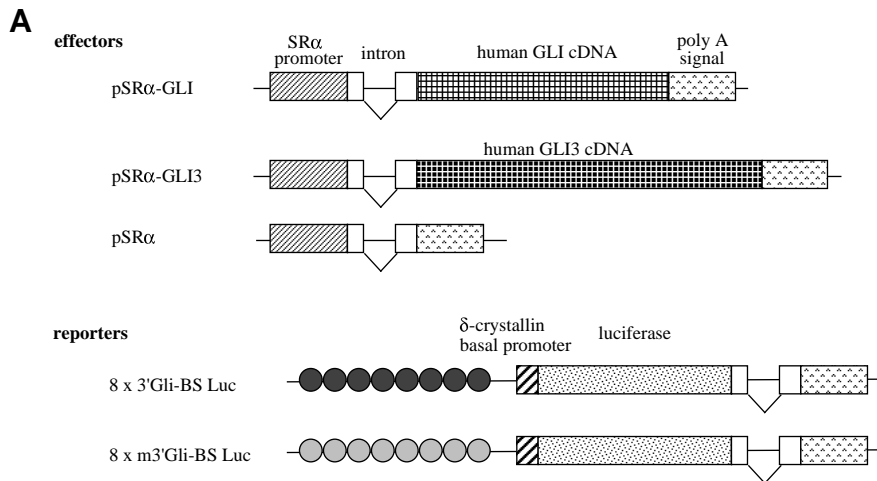 A
effectors
SRα promoter
intron
human GLI cDNA
poly A signal
pSRα-GLI
human GLI3 cDNA
pSRα-GLI3
pSRα
reporters
δ-crystallin basal promoter
luciferase
8 x 3'Gli-BS Luc
8 x m3'Gli-BS Luc